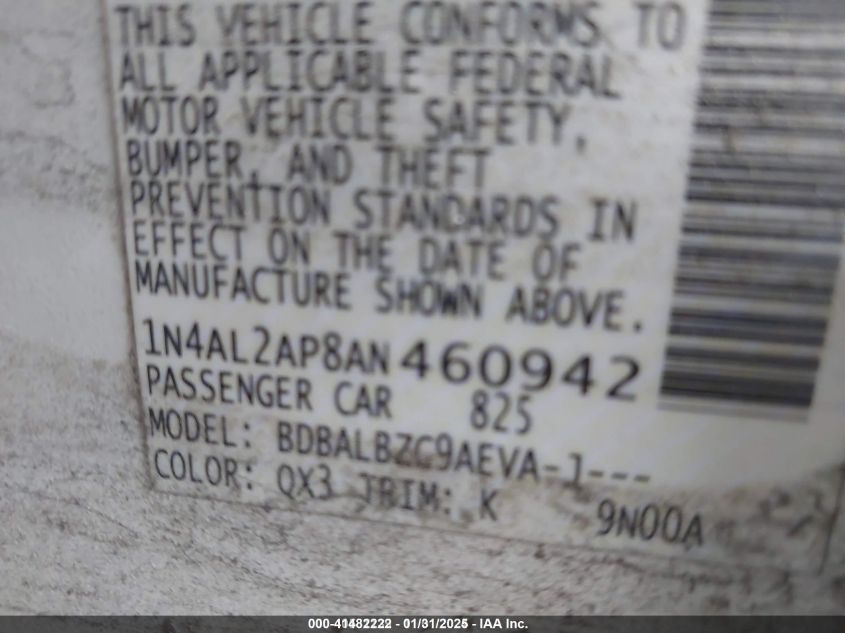 THIS VEHICLE CONFORMS TO
ALL APPLICABLE FEDERAL
MOTOR VEHICLE SAFETY,
BUMPER, AND THEFT
PREVENTION STANDARDS IN
EFFECT ON THE DATE OF
MANUFACTURE SHOWN ABOVE.
1N4AL2AP8AN460942
PASSENGER CAR 825
MODEL: BDBALBZC9AEVA-J---
COLOR: QX3 TRIM: K 9N00A
000-41482222 - 01/31/2025 - IAA Inc.